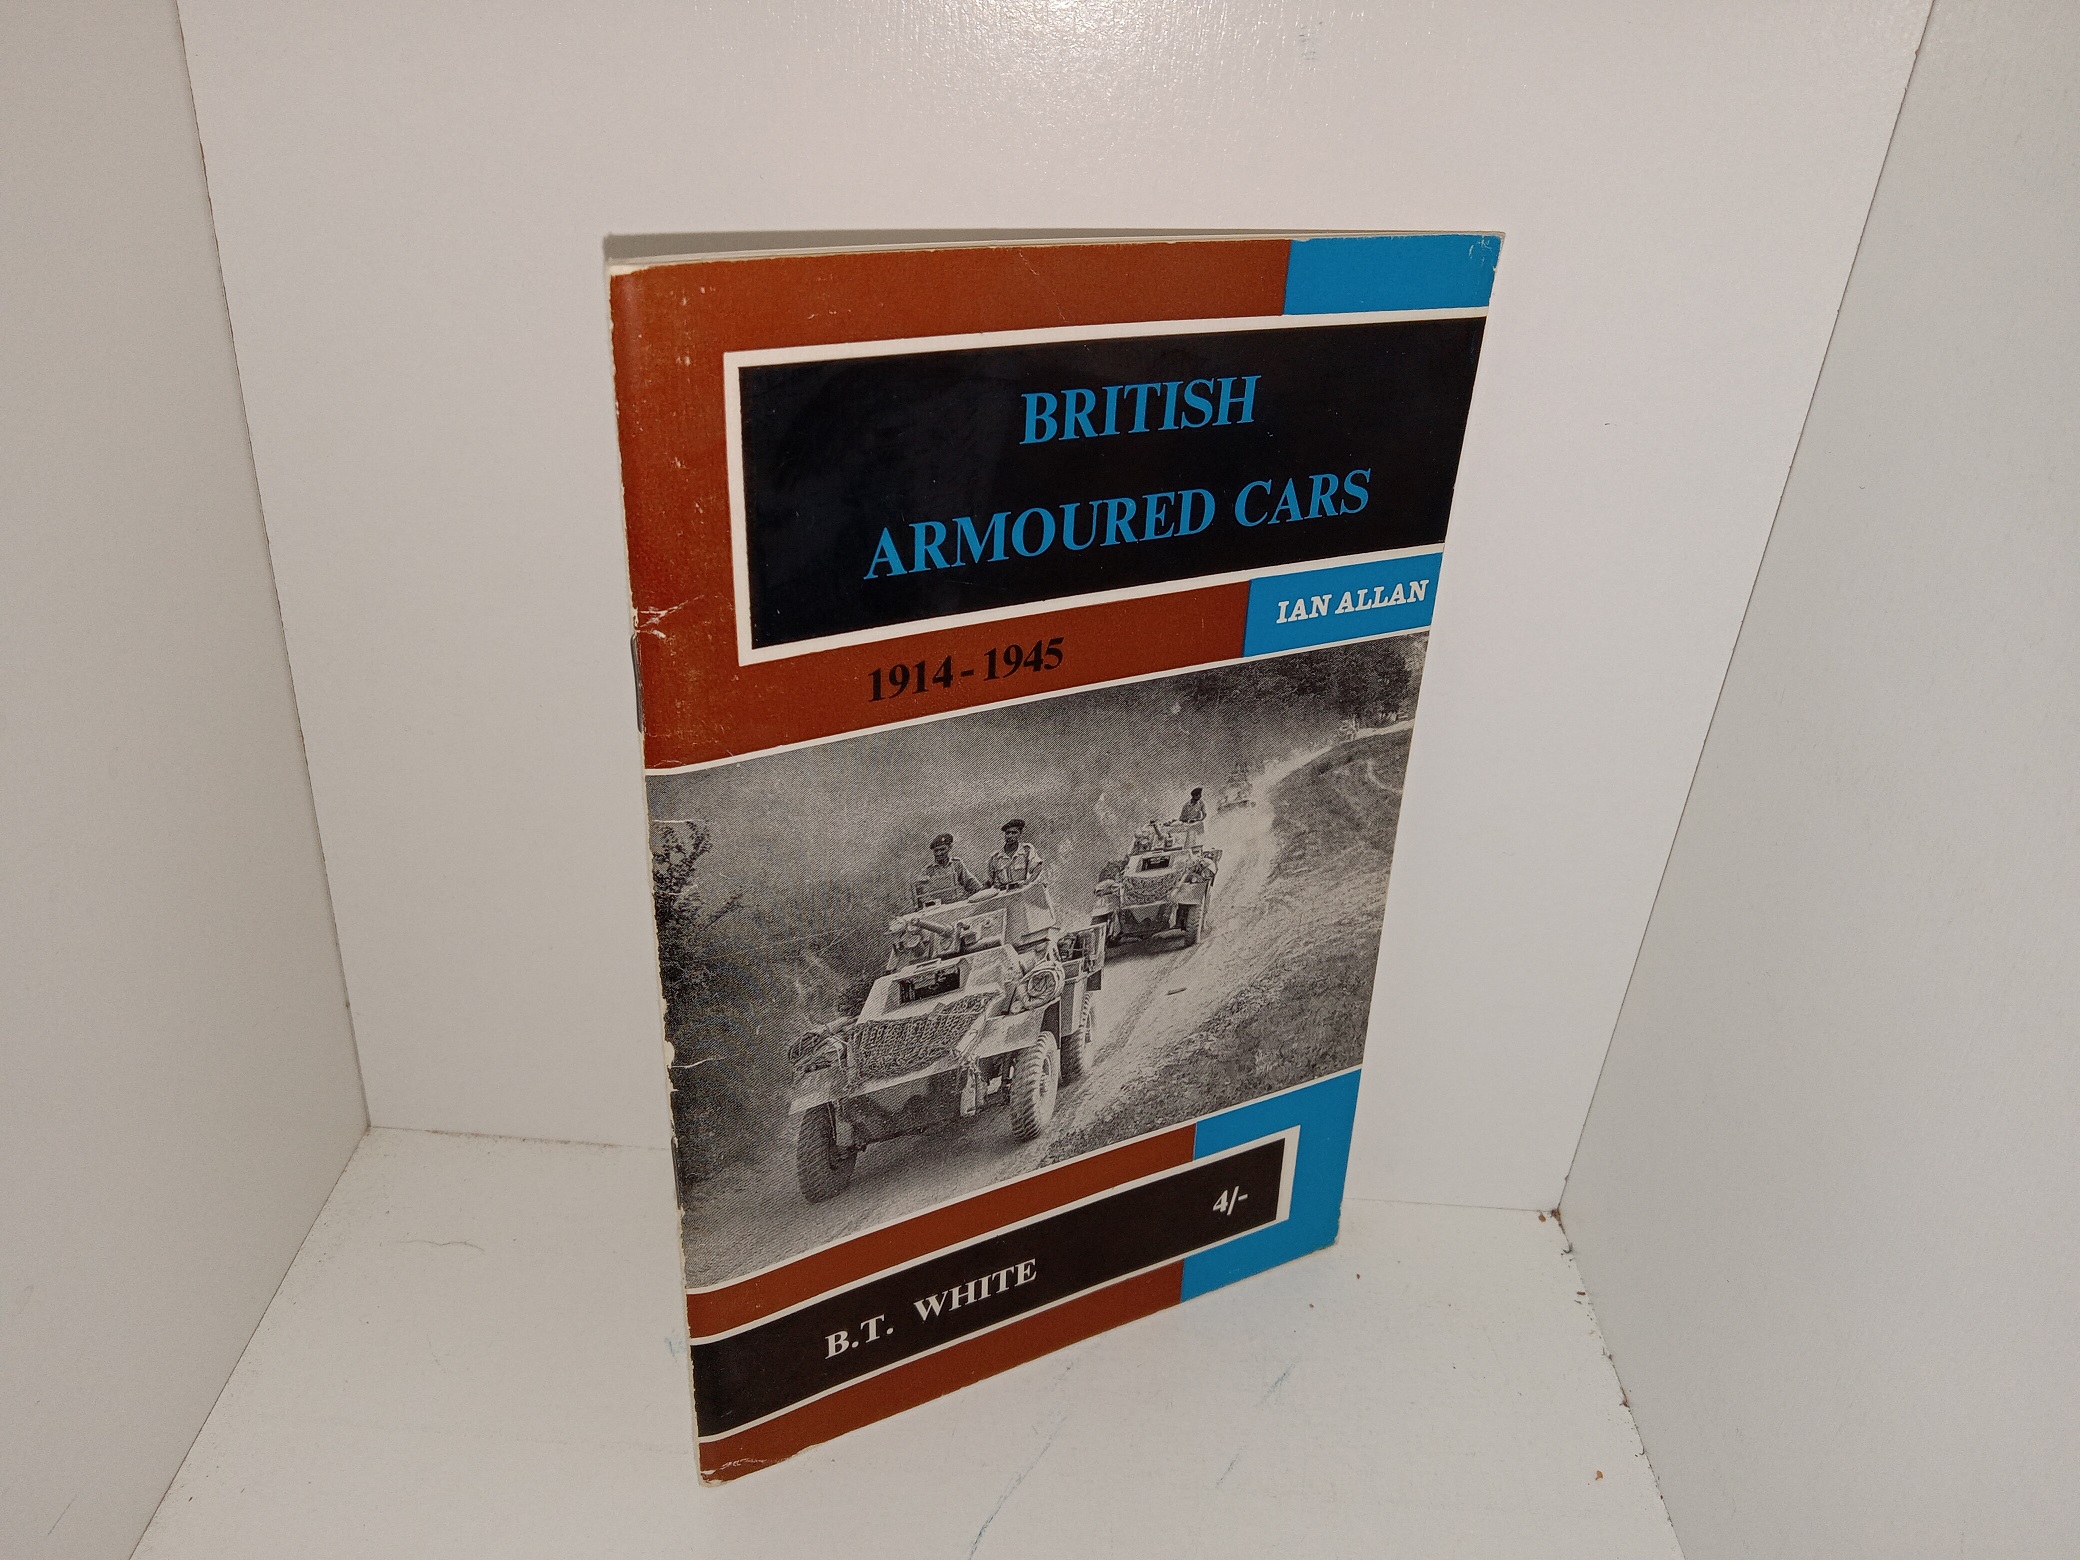 BRITISH
ARMOURED CARS
IAN ALLAN
1914-1945
4/-
B.T. WHITE